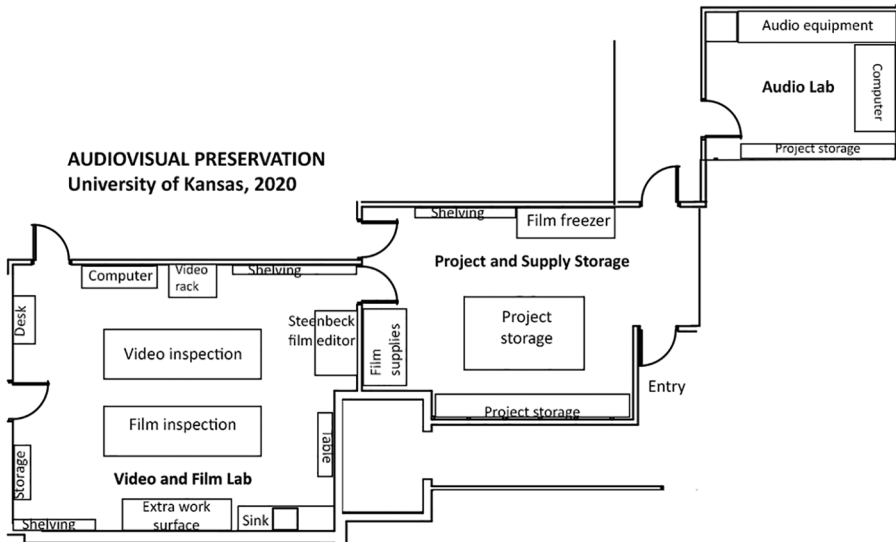 Audio equipment
Audio Lab
Computer
Project storage
AUDIOVISUAL PRESERVATION
University of Kansas, 2020
Shelving
Film freezer
Project and Supply Storage
Project
storage
Film
supplies
Project storage
Entry
Computer
Video
rack
Shelving
Desk
Steenbeck
film editor
Video inspection
Film inspection
Table
Storage
Video and Film Lab
Extra work
surface
Sink
Shelving